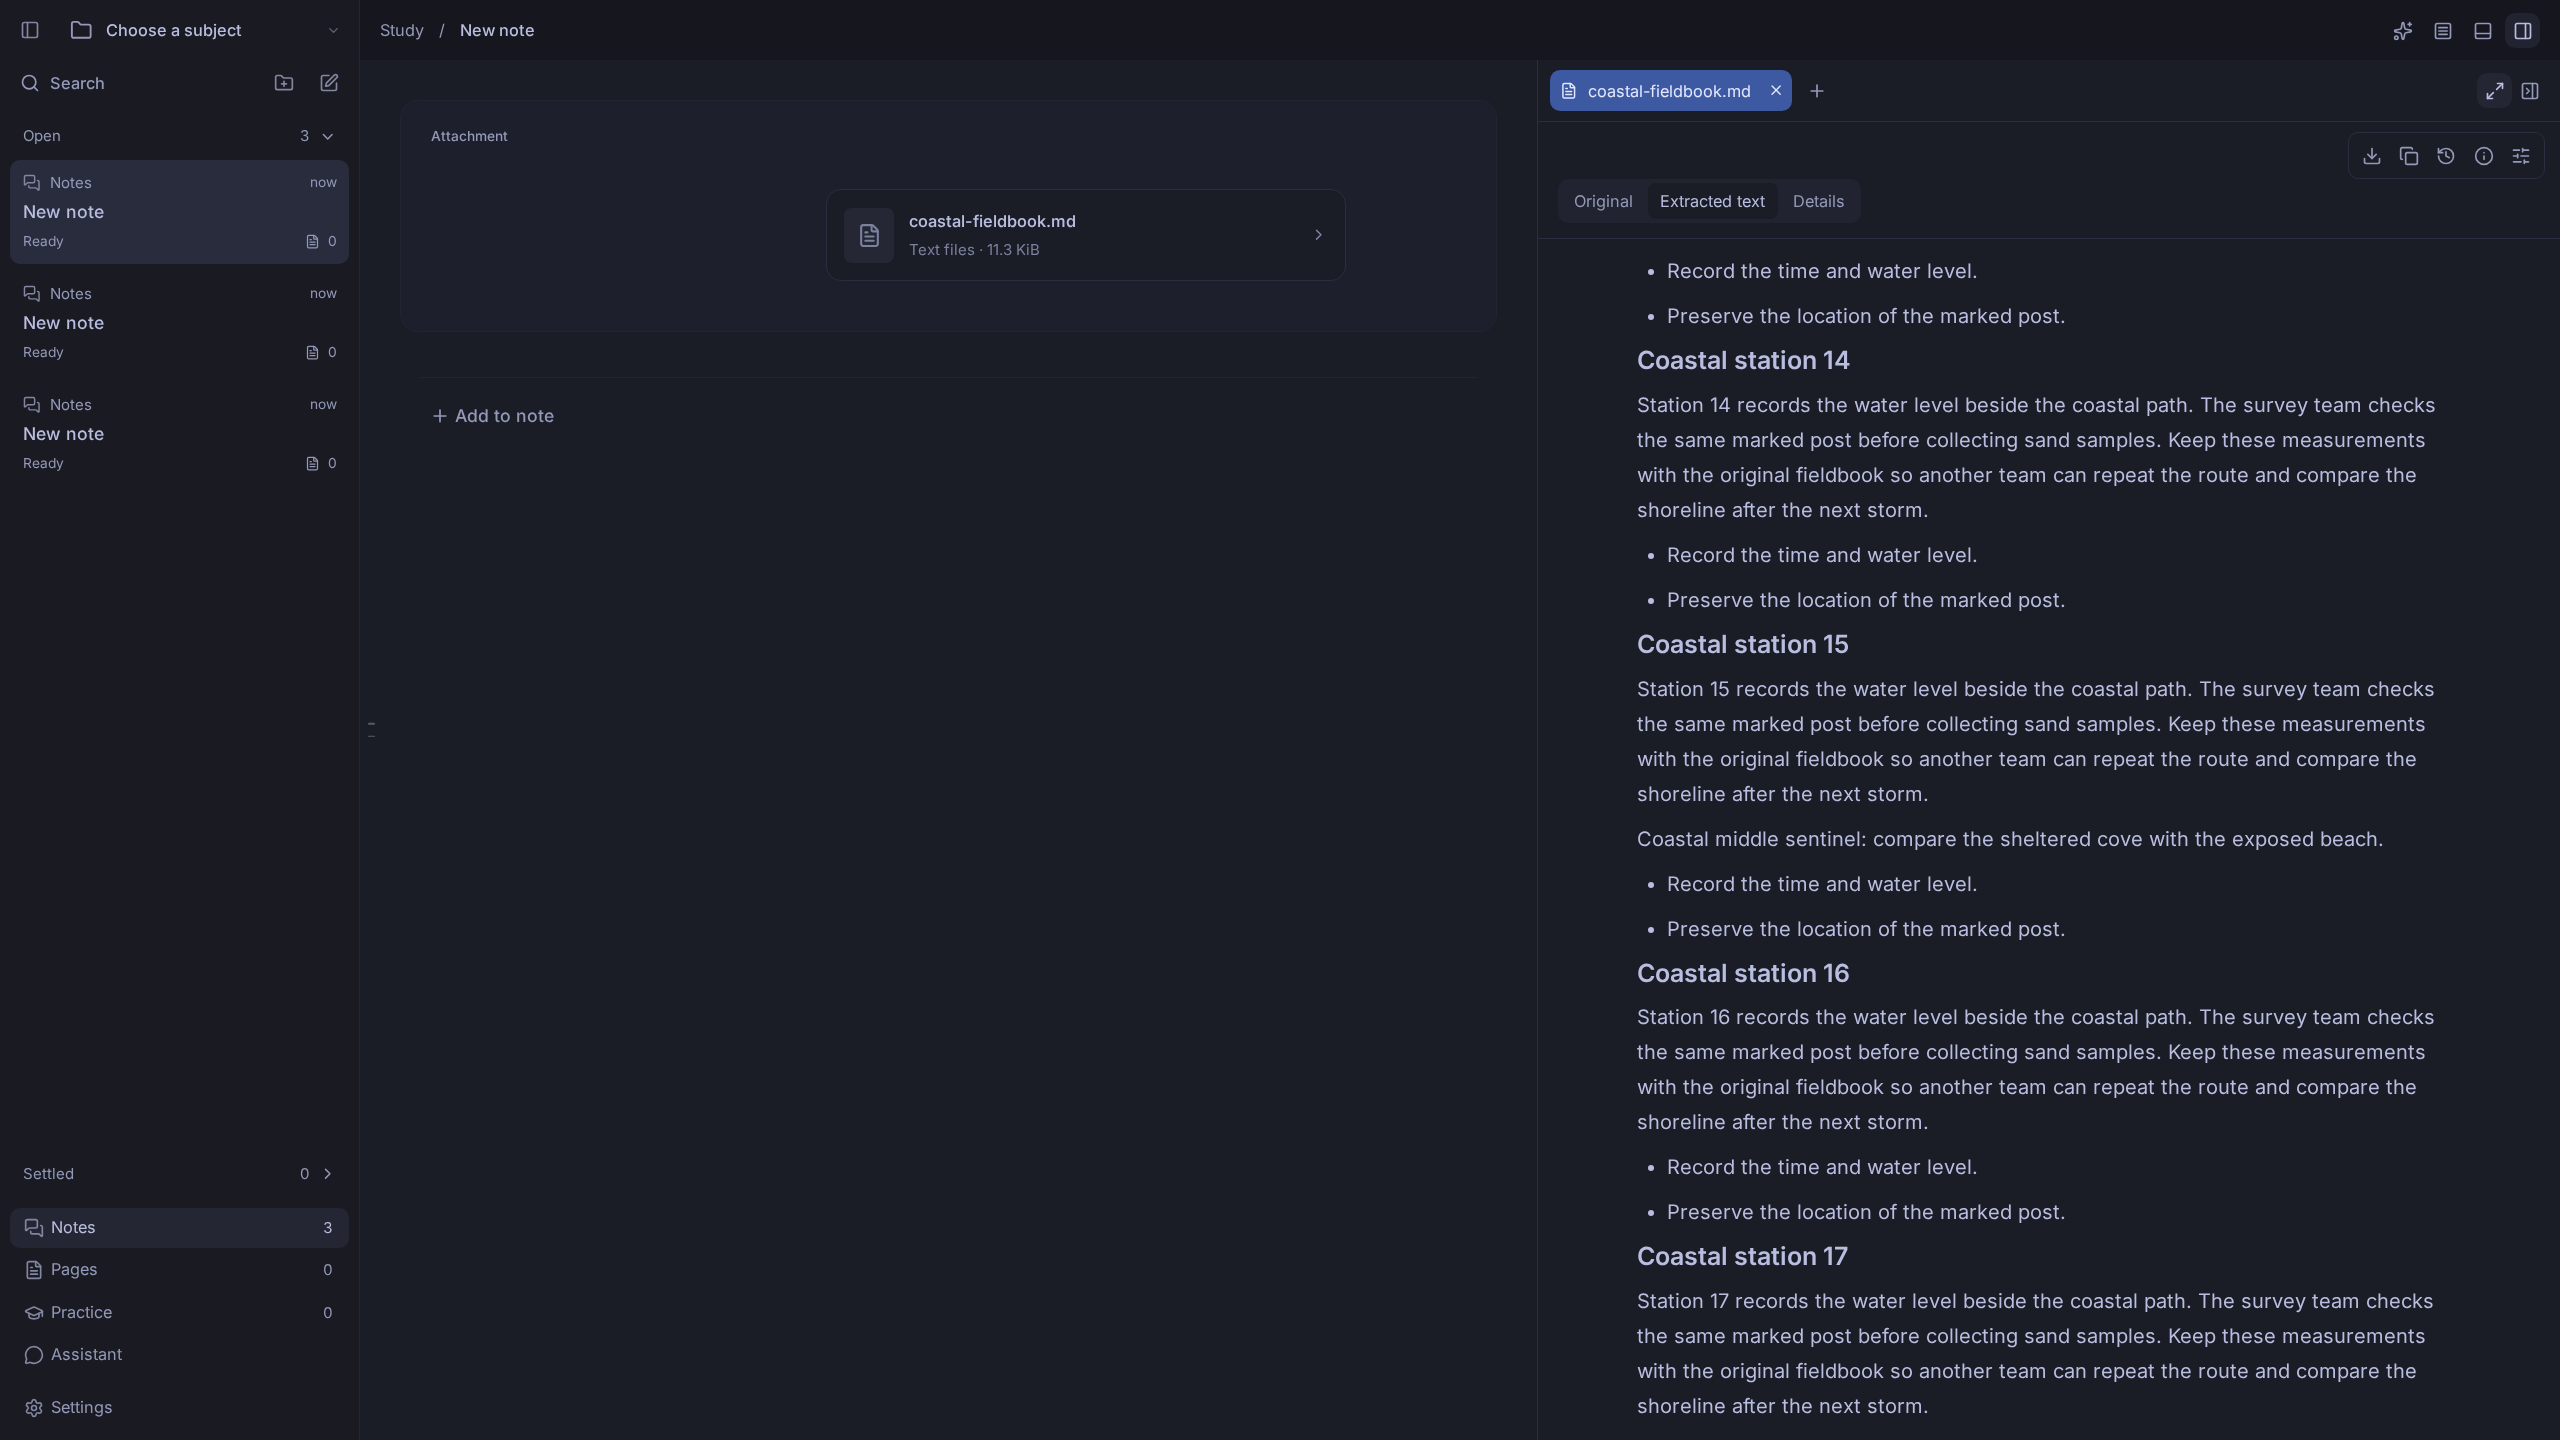 Choose a subject
Search
Open 3
Notes now
New note
Ready 0
Notes now
New note
Ready 0
Notes now
New note
Ready 0
Settled 0
Notes 3
Pages 0
Practice 0
Assistant
Settings
Study / New note
Attachment
coastal-fieldbook.md
Text files · 11.3 KiB
+ Add to note
coastal-fieldbook.md
Original Extracted text Details
• Record the time and water level.
• Preserve the location of the marked post.
Coastal station 14
Station 14 records the water level beside the coastal path. The survey team checks
the same marked post before collecting sand samples. Keep these measurements
with the original fieldbook so another team can repeat the route and compare the
shoreline after the next storm.
• Record the time and water level.
• Preserve the location of the marked post.
Coastal station 15
Station 15 records the water level beside the coastal path. The survey team checks
the same marked post before collecting sand samples. Keep these measurements
with the original fieldbook so another team can repeat the route and compare the
shoreline after the next storm.
Coastal middle sentinel: compare the sheltered cove with the exposed beach.
• Record the time and water level.
• Preserve the location of the marked post.
Coastal station 16
Station 16 records the water level beside the coastal path. The survey team checks
the same marked post before collecting sand samples. Keep these measurements
with the original fieldbook so another team can repeat the route and compare the
shoreline after the next storm.
• Record the time and water level.
• Preserve the location of the marked post.
Coastal station 17
Station 17 records the water level beside the coastal path. The survey team checks
the same marked post before collecting sand samples. Keep these measurements
with the original fieldbook so another team can repeat the route and compare the
shoreline after the next storm.